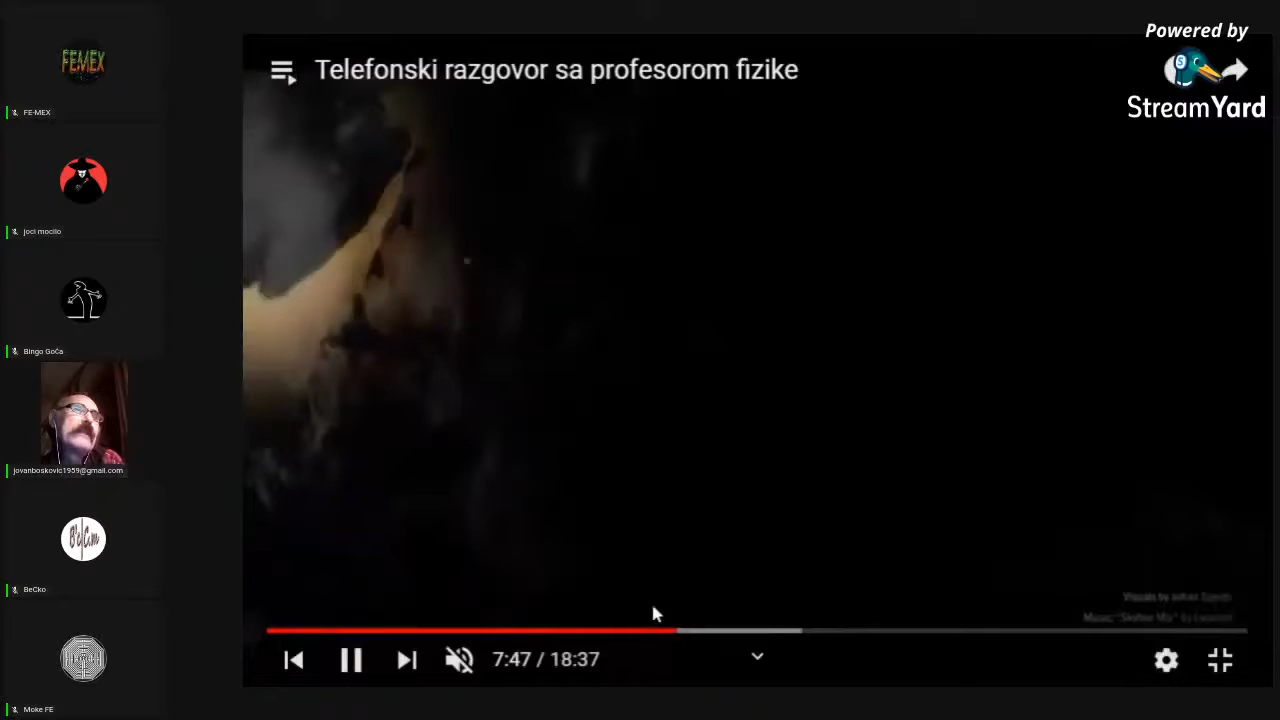 FEMEX
FE-MEX
joci mocilo
Bingo Goča
jovanboskovic1959@gmail.com
BeCko
Moke FE
Telefonski razgovor sa profesorom fizike
Powered by
StreamYard
7:47 / 18:37